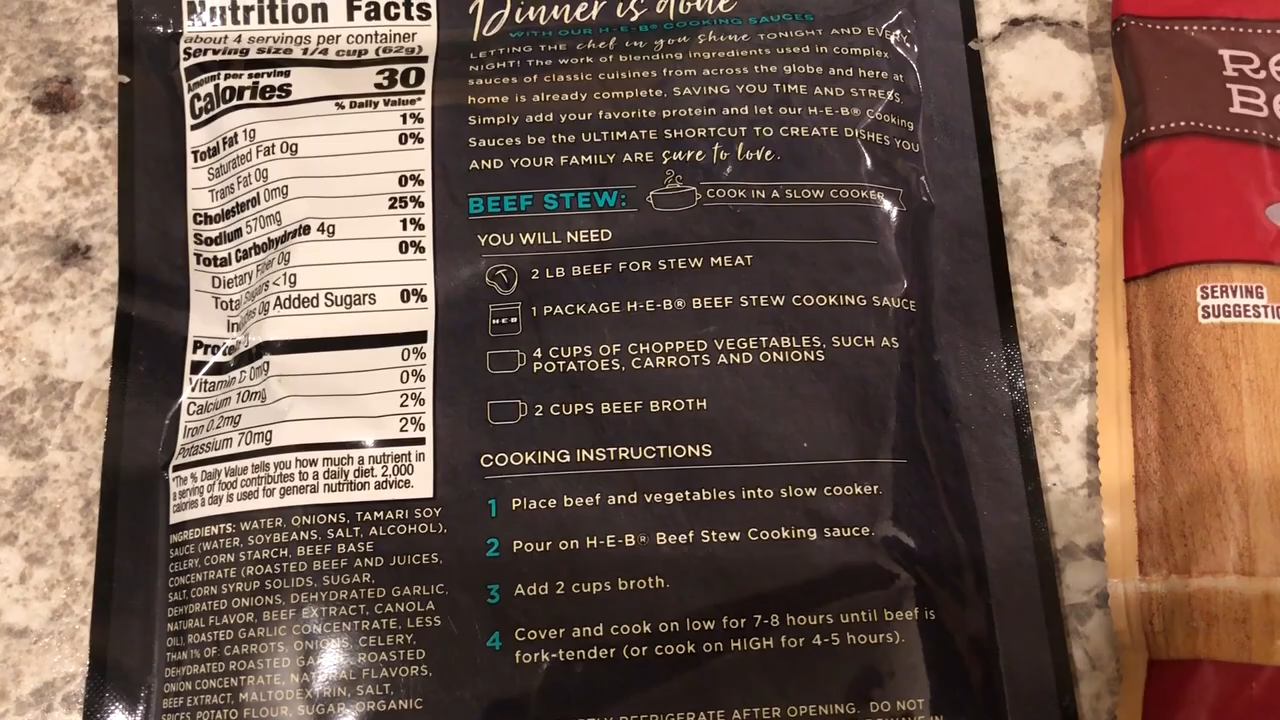 Nutrition Facts
about 4 servings per container
Serving size 1/4 cup (62g)
Amount per serving
Calories 30
% Daily Value*
Total Fat 1g 1%
Saturated Fat 0g 0%
Trans Fat 0g
Cholesterol 0mg 0%
Sodium 570mg 25%
Total Carbohydrate 4g 1%
Dietary Fiber 0g 0%
Total Sugars <1g
Includes 0g Added Sugars 0%
Vitamin D 0mg 0%
Calcium 10mg 0%
Iron 0.2mg 2%
Potassium 70mg 2%
*The % Daily Value tells you how much a nutrient in
a serving of food contributes to a daily diet. 2,000
calories a day is used for general nutrition advice.
INGREDIENTS: WATER, ONIONS, TAMARI SOY
SAUCE (WATER, SOYBEANS, SALT, ALCOHOL),
CELERY, CORN STARCH, BEEF BASE
CONCENTRATE (ROASTED BEEF AND JUICES,
SALT, CORN SYRUP SOLIDS, SUGAR,
DEHYDRATED ONIONS, DEHYDRATED GARLIC,
NATURAL FLAVOR, BEEF EXTRACT, CANOLA
OIL), ROASTED GARLIC CONCENTRATE, LESS
THAN 1% OF: CARROTS, ONIONS, CELERY,
DEHYDRATED ROASTED GARLIC, ROASTED
ONION CONCENTRATE, NATURAL FLAVORS,
BEEF EXTRACT, MALTODEXTRIN, SALT,
SPICES, POTATO FLOUR, SUGAR, ORGANIC
Dinner is done
WITH OUR H-E-B® COOKING SAUCES
LETTING THE chef in you shine TONIGHT AND EVERY
NIGHT! The work of blending ingredients used in complex
sauces of classic cuisines from across the globe and here at
home is already complete, SAVING YOU TIME AND STRESS.
Simply add your favorite protein and let our H-E-B® Cooking
Sauces be the ULTIMATE SHORTCUT TO CREATE DISHES YOU
AND YOUR FAMILY ARE sure to love.
BEEF STEW: COOK IN A SLOW COOKER
YOU WILL NEED
2 LB BEEF FOR STEW MEAT
H-E-B
1 PACKAGE H-E-B® BEEF STEW COOKING SAUCE
4 CUPS OF CHOPPED VEGETABLES, SUCH AS
POTATOES, CARROTS AND ONIONS
2 CUPS BEEF BROTH
COOKING INSTRUCTIONS
1 Place beef and vegetables into slow cooker.
2 Pour on H-E-B® Beef Stew Cooking sauce.
3 Add 2 cups broth.
4 Cover and cook on low for 7-8 hours until beef is
fork-tender (or cook on HIGH for 4-5 hours).
REFRIGERATE AFTER OPENING. DO NOT
SERVING